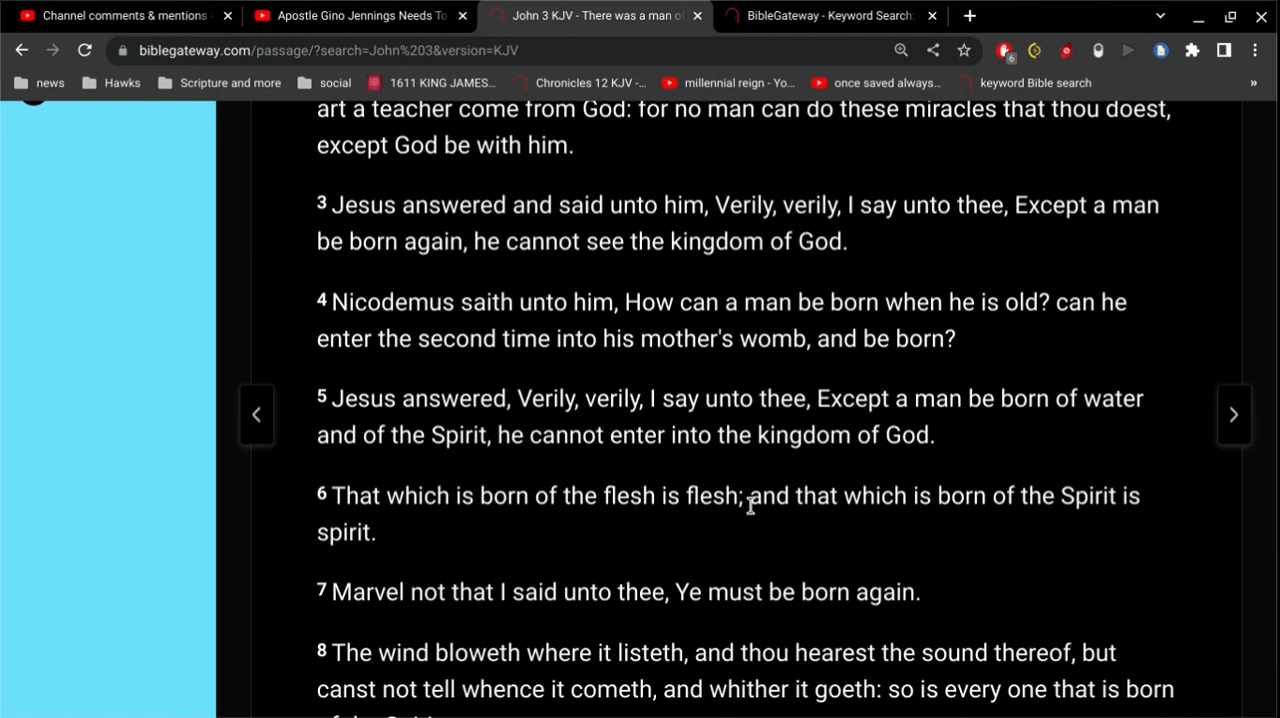 Channel comments & mentions
Apostle Gino Jennings Needs To
John 3 KJV - There was a man of
BibleGateway - Keyword Search:
biblegateway.com/passage/?search=John%203&version=KJV
6
news
Hawks
Scripture and more
social
1611 KING JAMES...
Chronicles 12 KJV -...
millennial reign - Yo...
once saved always...
keyword Bible search
»
art a teacher come from God: for no man can do these miracles that thou doest,
except God be with him.
3 Jesus answered and said unto him, Verily, verily, I say unto thee, Except a man
be born again, he cannot see the kingdom of God.
4 Nicodemus saith unto him, How can a man be born when he is old? can he
enter the second time into his mother's womb, and be born?
5 Jesus answered, Verily, verily, I say unto thee, Except a man be born of water
and of the Spirit, he cannot enter into the kingdom of God.
6 That which is born of the flesh is flesh; and that which is born of the Spirit is
spirit.
7 Marvel not that I said unto thee, Ye must be born again.
8 The wind bloweth where it listeth, and thou hearest the sound thereof, but
canst not tell whence it cometh, and whither it goeth: so is every one that is born